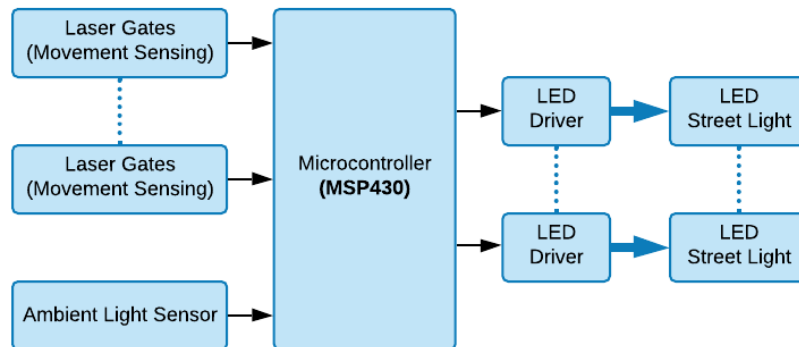 Laser Gates
(Movement Sensing)
Laser Gates
(Movement Sensing)
Ambient Light Sensor
Microcontroller
(MSP430)
LED
Driver
LED
Street Light
LED
Driver
LED
Street Light